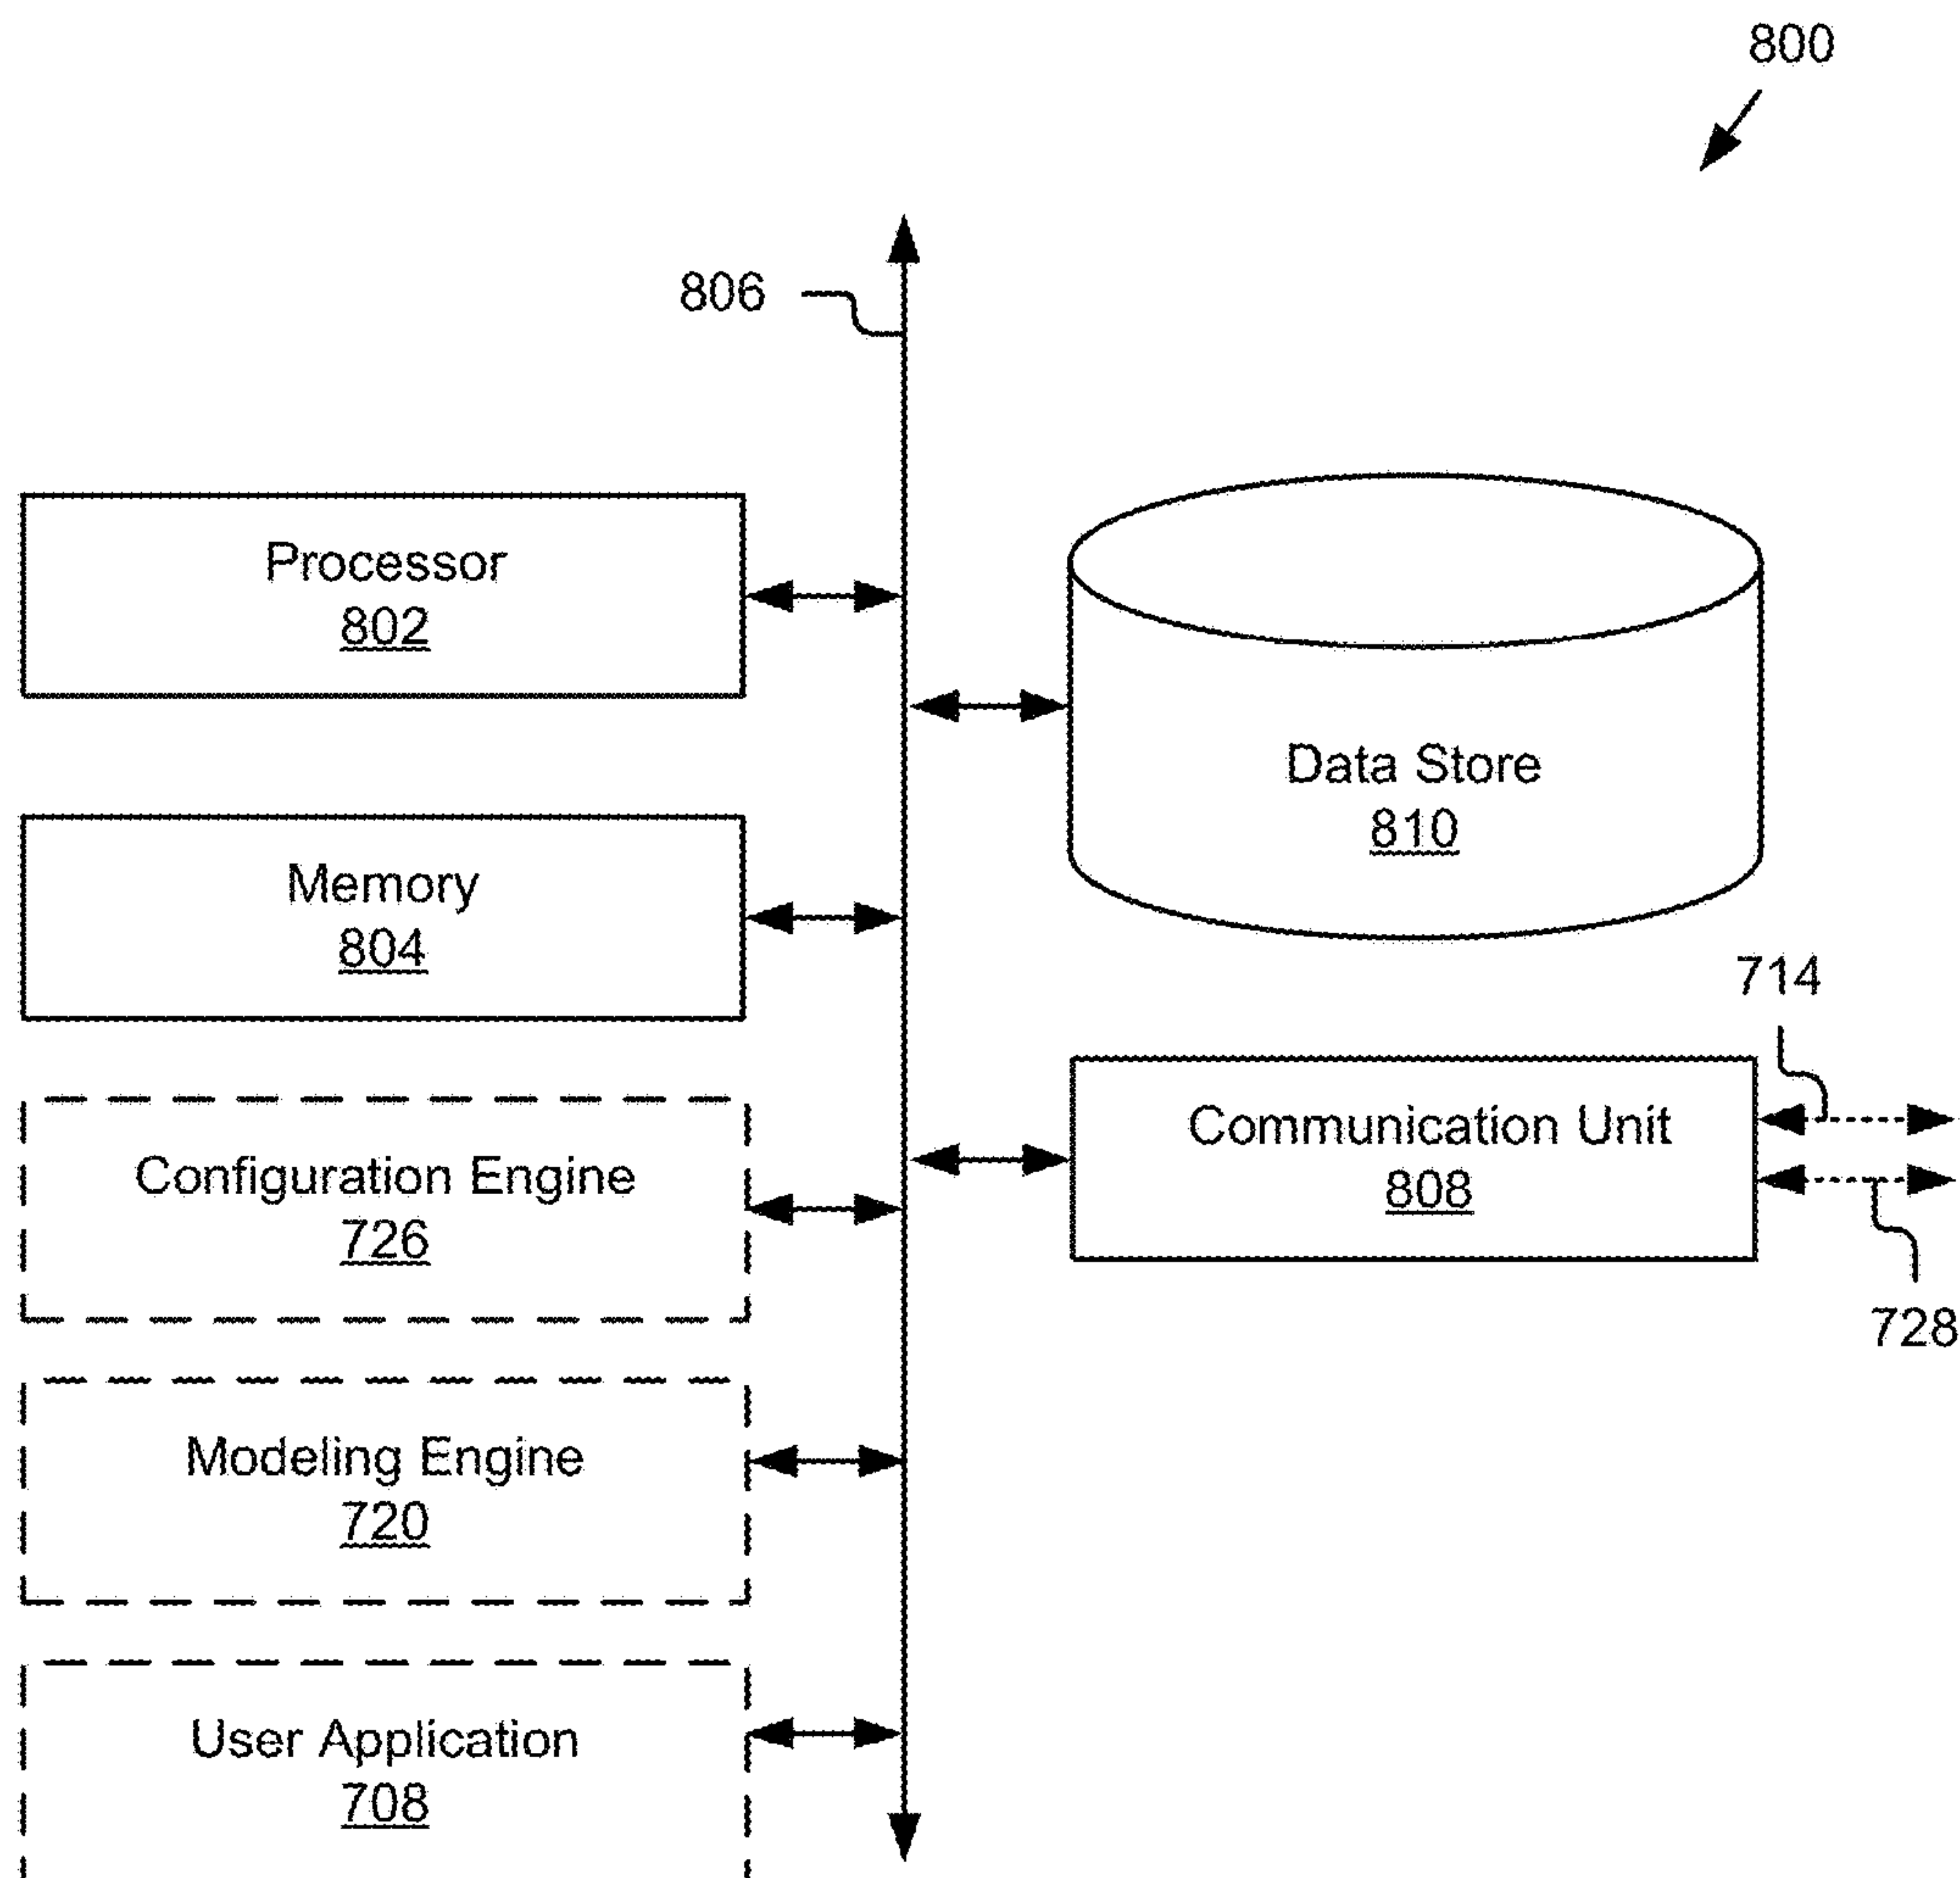 800
806
Processor
802
Data Store
810
Memory
804
714
Communication Unit
808
Configuration Engine
726
728
Modeling Engine
720
User Application
708